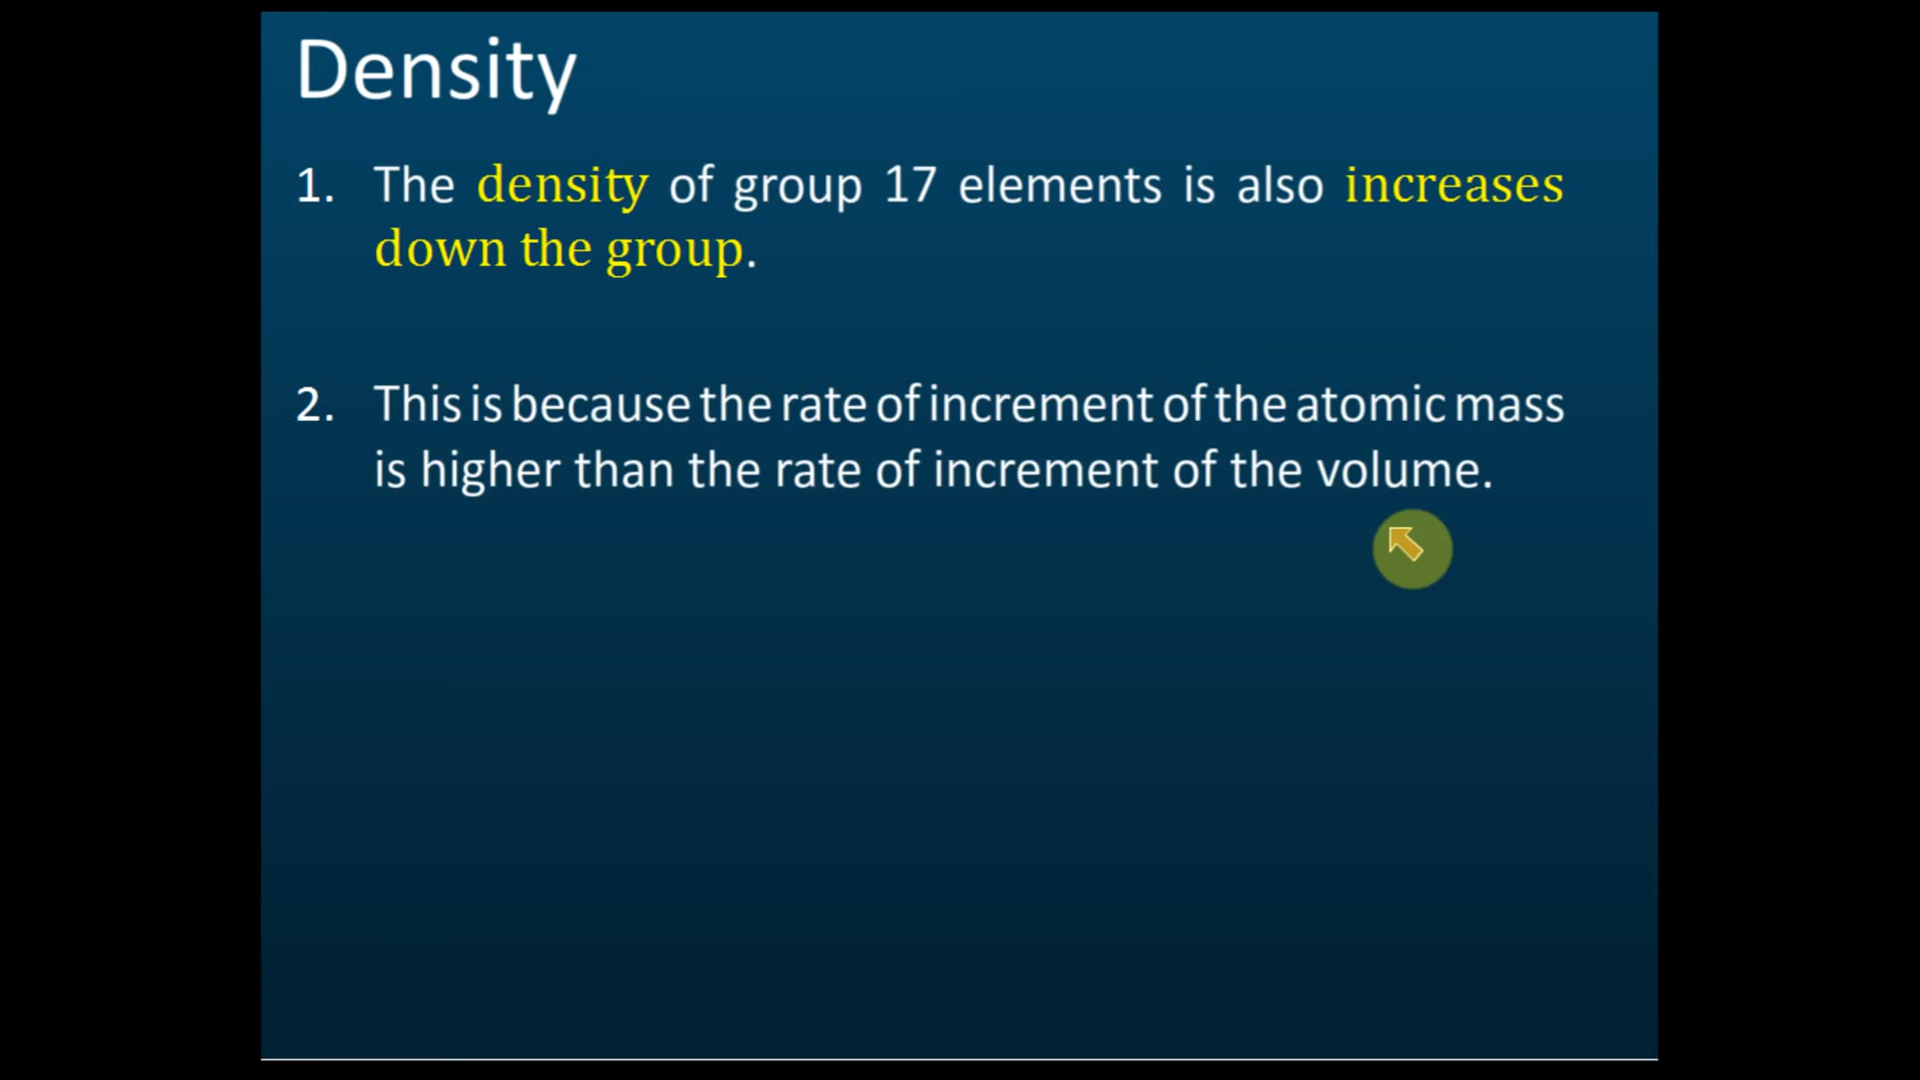 Density
1. The density of group 17 elements is also increases
down the group.
2. This is because the rate of increment of the atomic mass
is higher than the rate of increment of the volume.